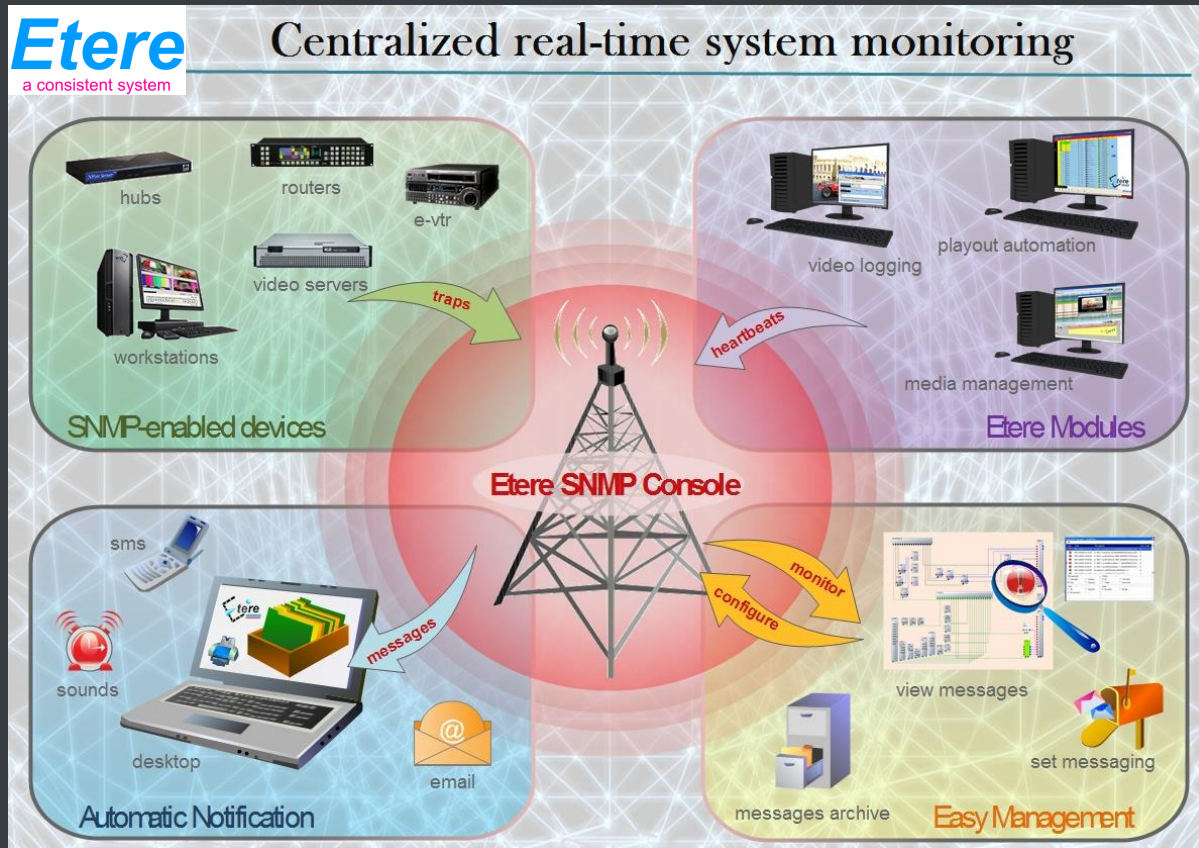 Etere
a consistent system
Centralized real-time system monitoring
hubs
routers
e-vtr
video servers
workstations
traps
SNMP-enabled devices
video logging
playout automation
media management
heartbeats
Etere Modules
Etere SNMP Console
sms
sounds
Etere
desktop
email
messages
Automatic Notification
monitor
configure
view messages
set messaging
messages archive
Easy Management